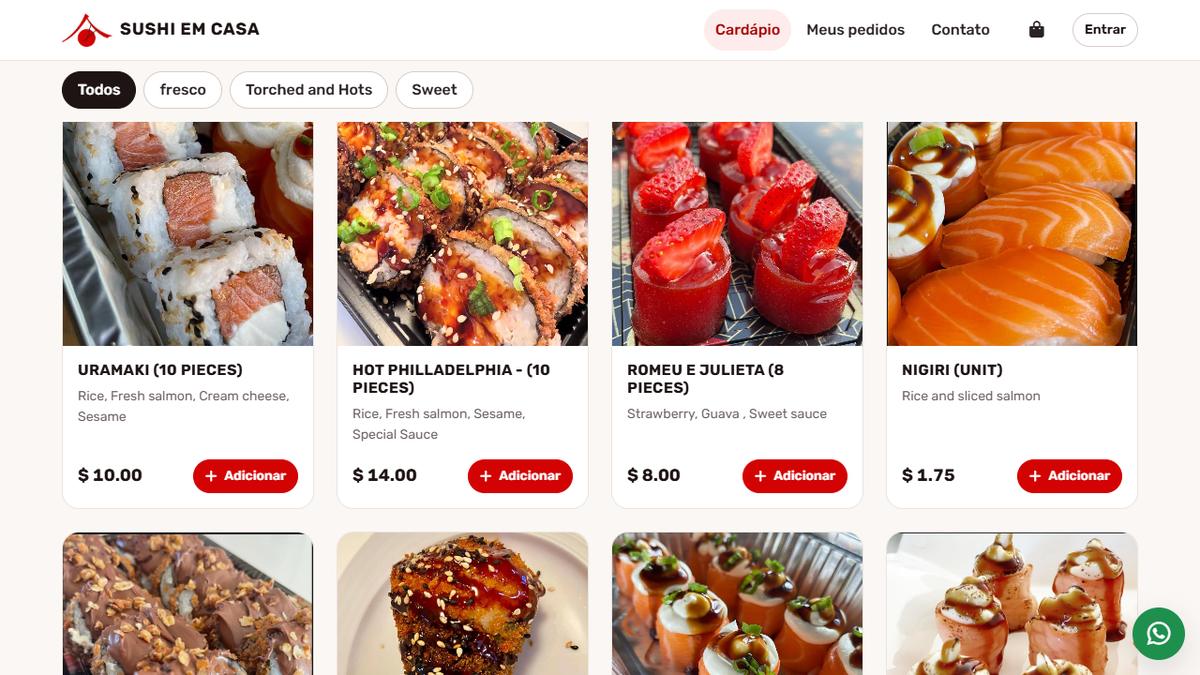 SUSHI EM CASA
Cardápio
Meus pedidos
Contato
Entrar
Todos
fresco
Torched and Hots
Sweet
URAMAKI (10 PIECES)
Rice, Fresh salmon, Cream cheese,
Sesame
$ 10.00
+ Adicionar
HOT PHILLADELPHIA - (10
PIECES)
Rice, Fresh salmon, Sesame,
Special Sauce
$ 14.00
+ Adicionar
ROMEU E JULIETA (8
PIECES)
Strawberry, Guava , Sweet sauce
$ 8.00
+ Adicionar
NIGIRI (UNIT)
Rice and sliced salmon
$ 1.75
+ Adicionar